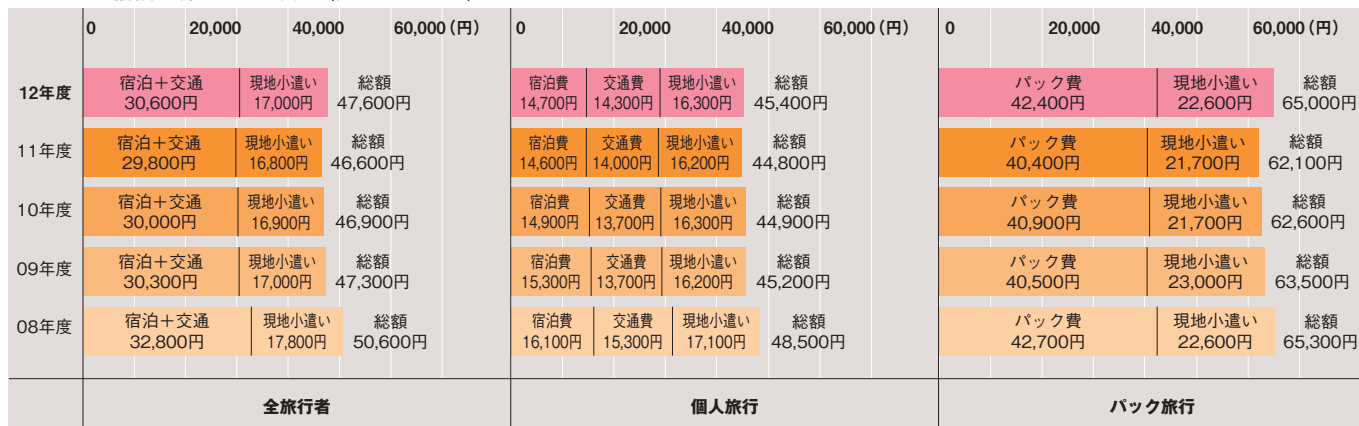 0 20,000 40,000 60,000（円） 0 20,000 40,000 60,000（円） 0 20,000 40,000 60,000（円）
12年度 宿泊＋交通 30,600円 現地小遣い 17,000円 総額 47,600円 宿泊費 14,700円 交通費 14,300円 現地小遣い 16,300円 総額 45,400円 パック費 42,400円 現地小遣い 22,600円 総額 65,000円
11年度 宿泊＋交通 29,800円 現地小遣い 16,800円 総額 46,600円 宿泊費 14,600円 交通費 14,000円 現地小遣い 16,200円 総額 44,800円 パック費 40,400円 現地小遣い 21,700円 総額 62,100円
10年度 宿泊＋交通 30,000円 現地小遣い 16,900円 総額 46,900円 宿泊費 14,900円 交通費 13,700円 現地小遣い 16,300円 総額 44,900円 パック費 40,900円 現地小遣い 21,700円 総額 62,600円
09年度 宿泊＋交通 30,300円 現地小遣い 17,000円 総額 47,300円 宿泊費 15,300円 交通費 13,700円 現地小遣い 16,200円 総額 45,200円 パック費 40,500円 現地小遣い 23,000円 総額 63,500円
08年度 宿泊＋交通 32,800円 現地小遣い 17,800円 総額 50,600円 宿泊費 16,100円 交通費 15,300円 現地小遣い 17,100円 総額 48,500円 パック費 42,700円 現地小遣い 22,600円 総額 65,300円
全旅行者 個人旅行 パック旅行